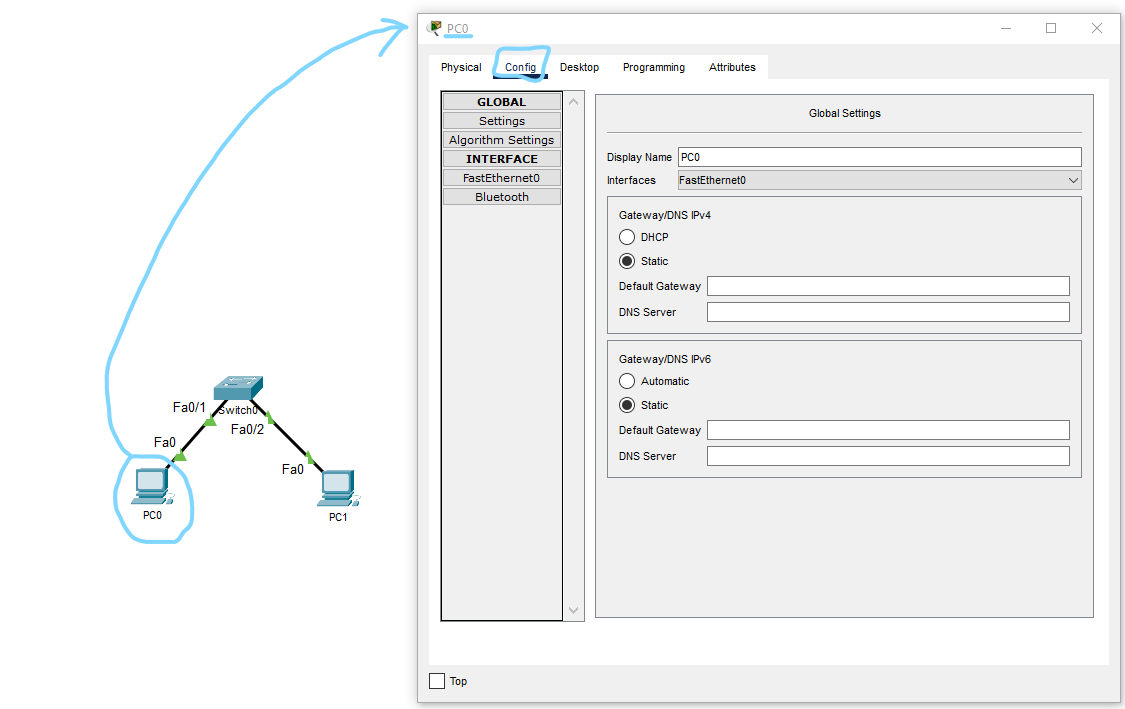 PC0
Physical Config Desktop Programming Attributes
GLOBAL
Settings
Algorithm Settings
INTERFACE
FastEthernet0
Bluetooth
Global Settings
Display Name PC0
Interfaces FastEthernet0
Gateway/DNS IPv4
DHCP
Static
Default Gateway
DNS Server
Gateway/DNS IPv6
Automatic
Static
Default Gateway
DNS Server
Top
Fa0/1
Switch0
Fa0/2
Fa0
Fa0
PC0
PC1